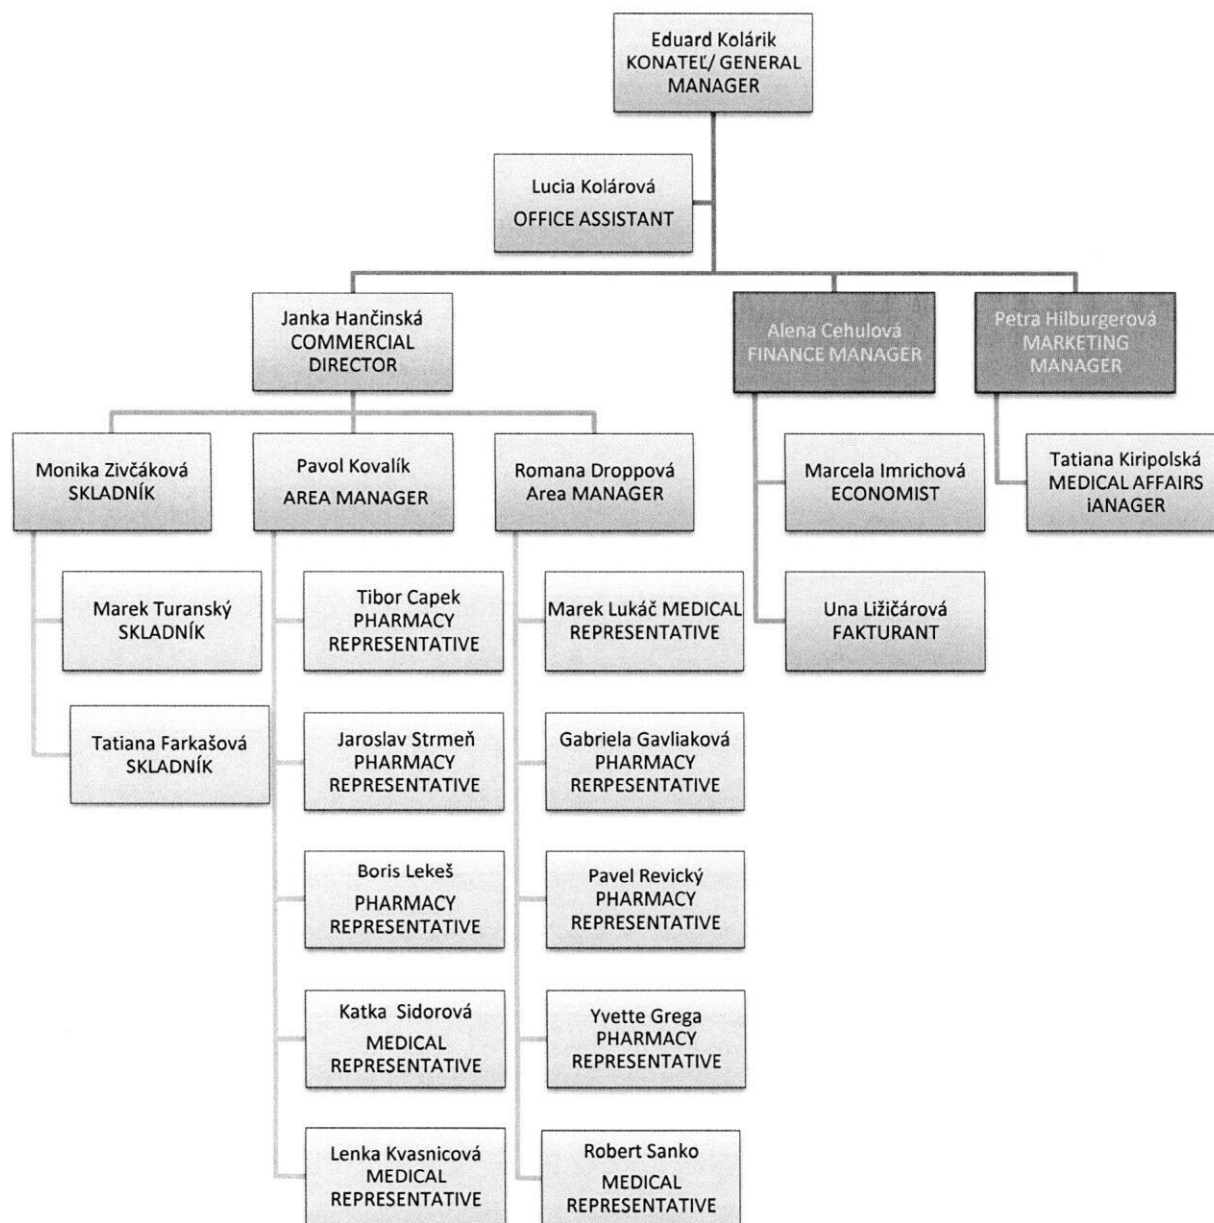 Eduard Kolárik
KONATEĽ/ GENERAL
MANAGER
Lucia Kolárová
OFFICE ASSISTANT
Janka Hančinská
COMMERCIAL
DIRECTOR
Alena Cehulová
FINANCE MANAGER
Petra Hilburgerová
MARKETING
MANAGER
Monika Zivčáková
SKLADNÍK
Pavol Kovalík
AREA MANAGER
Romana Droppová
Area MANAGER
Marcela Imrichová
ECONOMIST
Tatiana Kiripolská
MEDICAL AFFAIRS
iANAGER
Marek Turanský
SKLADNÍK
Tibor Capek
PHARMACY
REPRESENTATIVE
Marek Lukáč MEDICAL
REPRESENTATIVE
Una Ližičárová
FAKTURANT
Tatiana Farkašová
SKLADNÍK
Jaroslav Strmeň
PHARMACY
REPRESENTATIVE
Gabriela Gavliaková
PHARMACY
RERPESENTATIVE
Boris Lekeš
PHARMACY
REPRESENTATIVE
Pavel Revický
PHARMACY
REPRESENTATIVE
Katka  Sidorová
MEDICAL
REPRESENTATIVE
Yvette Grega
PHARMACY
REPRESENTATIVE
Lenka Kvasnicová
MEDICAL
REPRESENTATIVE
Robert Sanko
MEDICAL
REPRESENTATIVE